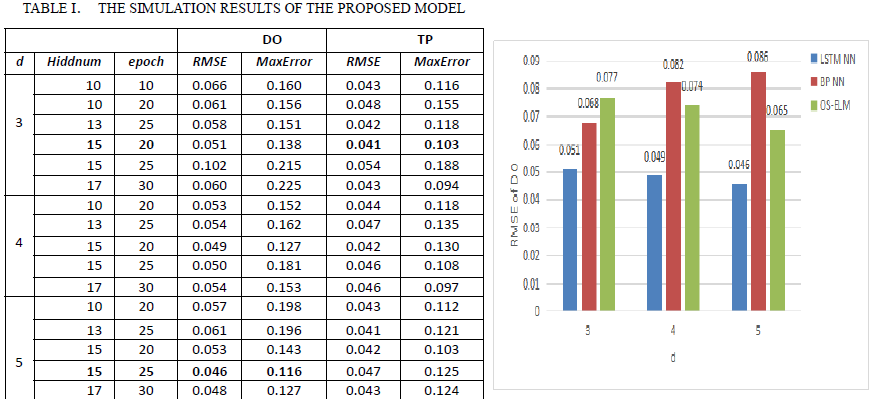 TABLE I. THE SIMULATION RESULTS OF THE PROPOSED MODEL
DO TP
d Hiddnum epoch RMSE MaxError RMSE MaxError
3
10 10 0.066 0.160 0.043 0.116
10 20 0.061 0.156 0.048 0.155
13 25 0.058 0.151 0.042 0.118
15 20 0.051 0.138 0.041 0.103
15 25 0.102 0.215 0.054 0.188
17 30 0.060 0.225 0.043 0.094
4
10 20 0.053 0.152 0.044 0.118
13 25 0.054 0.162 0.047 0.135
15 20 0.049 0.127 0.042 0.130
15 25 0.050 0.181 0.046 0.108
17 30 0.054 0.153 0.046 0.097
5
10 20 0.057 0.198 0.043 0.112
13 25 0.061 0.196 0.041 0.121
15 20 0.053 0.143 0.042 0.103
15 25 0.046 0.116 0.047 0.125
17 30 0.048 0.127 0.043 0.124
RMSE of DO
0.09
0.08
0.07
0.06
0.05
0.04
0.03
0.02
0.01
0
0.051 0.068 0.077
0.049 0.082 0.074
0.046 0.086 0.065
3 4 5
d
LSTM NN
BP NN
OS-ELM